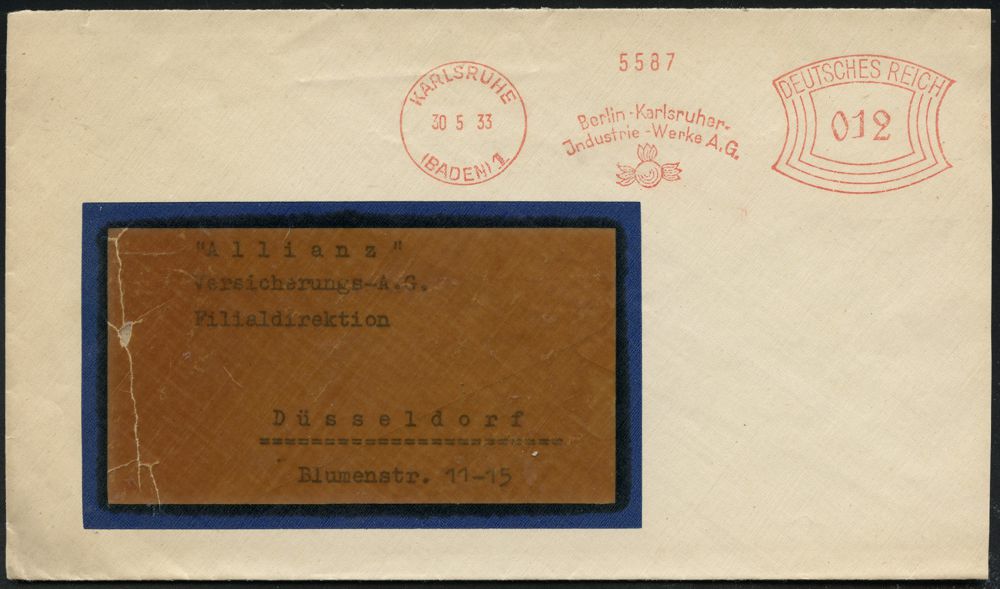 KARLSRUHE
30 5 33
(BADEN) 1
5587
Berlin-Karlsruher-
Industrie-Werke A.G.
DEUTSCHES REICH
012
"Allianz"
Versicherungs-A.G.
Filialdirektion
Düsseldorf
Blumenstr. 11-15